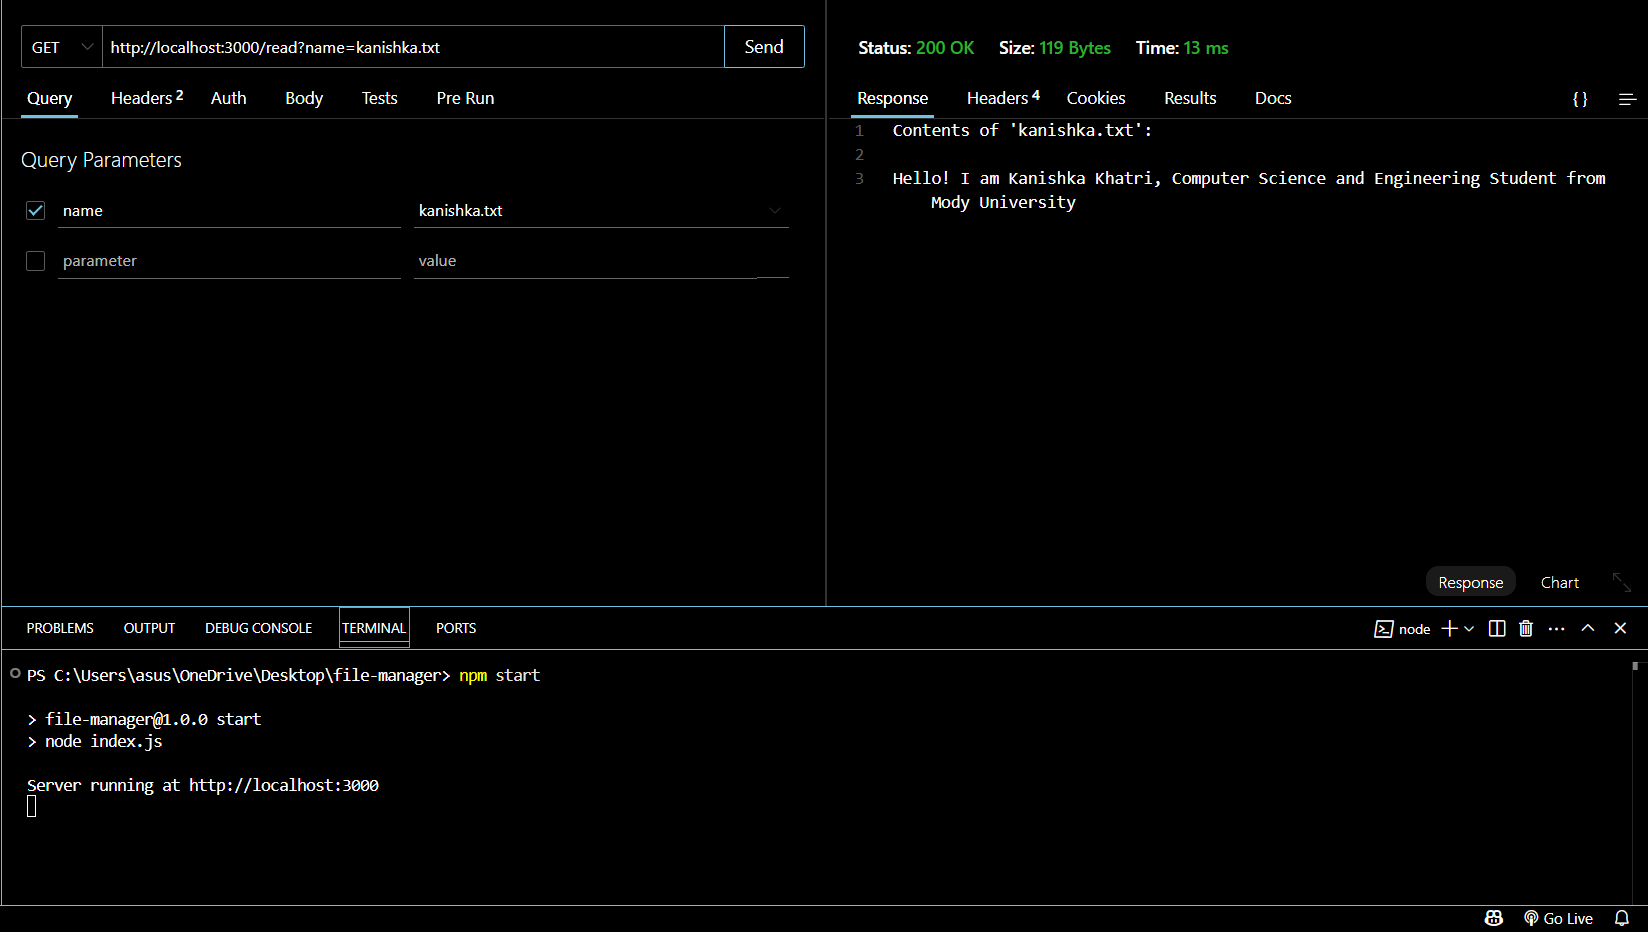 GET http://localhost:3000/read?name=kanishka.txt Send
Query Headers 2 Auth Body Tests Pre Run
Query Parameters
name kanishka.txt
parameter value
Status: 200 OK Size: 119 Bytes Time: 13 ms
Response Headers 4 Cookies Results Docs {}
1 Contents of 'kanishka.txt':
2
3 Hello! I am Kanishka Khatri, Computer Science and Engineering Student from
Mody University
Response Chart
PROBLEMS OUTPUT DEBUG CONSOLE TERMINAL PORTS node
PS C:\Users\asus\OneDrive\Desktop\file-manager> npm start
> file-manager@1.0.0 start
> node index.js
Server running at http://localhost:3000
Go Live